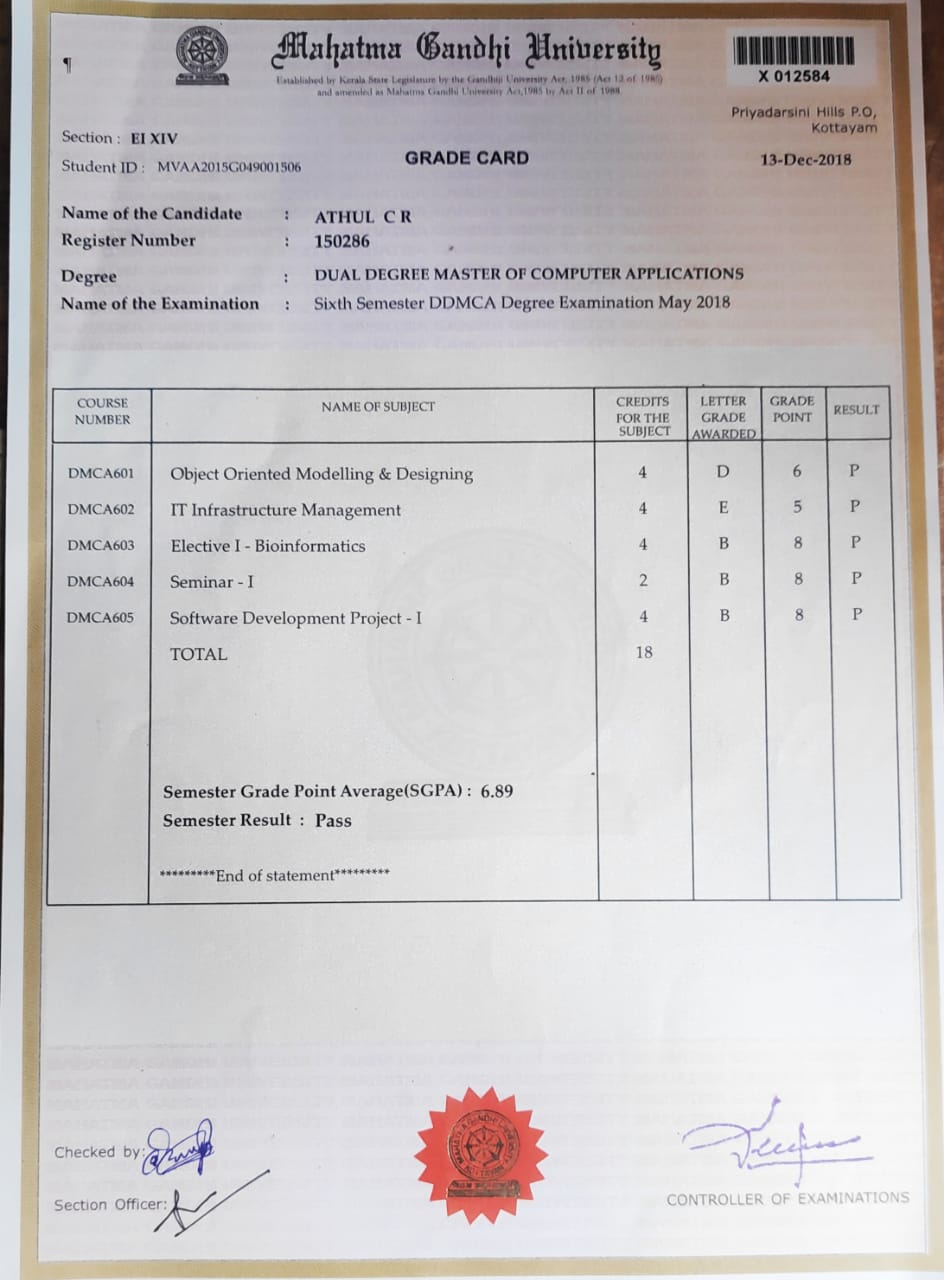 ¶
Mahatma Gandhi University
Established by Kerala State Legislature by the Gandhiji University Act, 1985 (Act 12 of 1985)
and amended as Mahatma Gandhi University Act,1985 by Act II of 1988
X 012584
Priyadarsini Hills P.O,
Kottayam
Section : EI XIV
Student ID : MVAA2015G049001506
GRADE CARD
13-Dec-2018
Name of the Candidate : ATHUL C R
Register Number : 150286
Degree : DUAL DEGREE MASTER OF COMPUTER APPLICATIONS
Name of the Examination : Sixth Semester DDMCA Degree Examination May 2018
COURSE NUMBER NAME OF SUBJECT CREDITS FOR THE SUBJECT LETTER GRADE AWARDED GRADE POINT RESULT
DMCA601 Object Oriented Modelling & Designing 4 D 6 P
DMCA602 IT Infrastructure Management 4 E 5 P
DMCA603 Elective I - Bioinformatics 4 B 8 P
DMCA604 Seminar - I 2 B 8 P
DMCA605 Software Development Project - I 4 B 8 P
TOTAL 18
Semester Grade Point Average(SGPA) : 6.89
Semester Result : Pass
*********End of statement*********
Checked by:
Section Officer:
MAHATMA GANDHI UNIVERSITY
CONTROLLER OF EXAMINATIONS